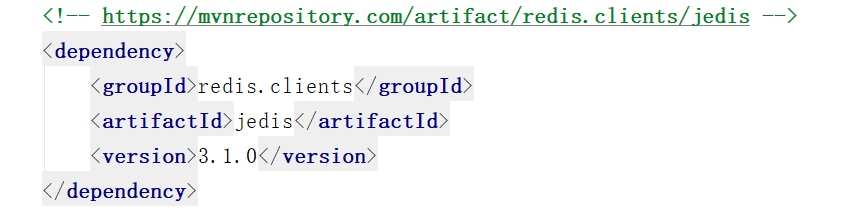 <!-- https://mvnrepository.com/artifact/redis.clients/jedis -->
<dependency>
    <groupId>redis.clients</groupId>
    <artifactId>jedis</artifactId>
    <version>3.1.0</version>
</dependency>